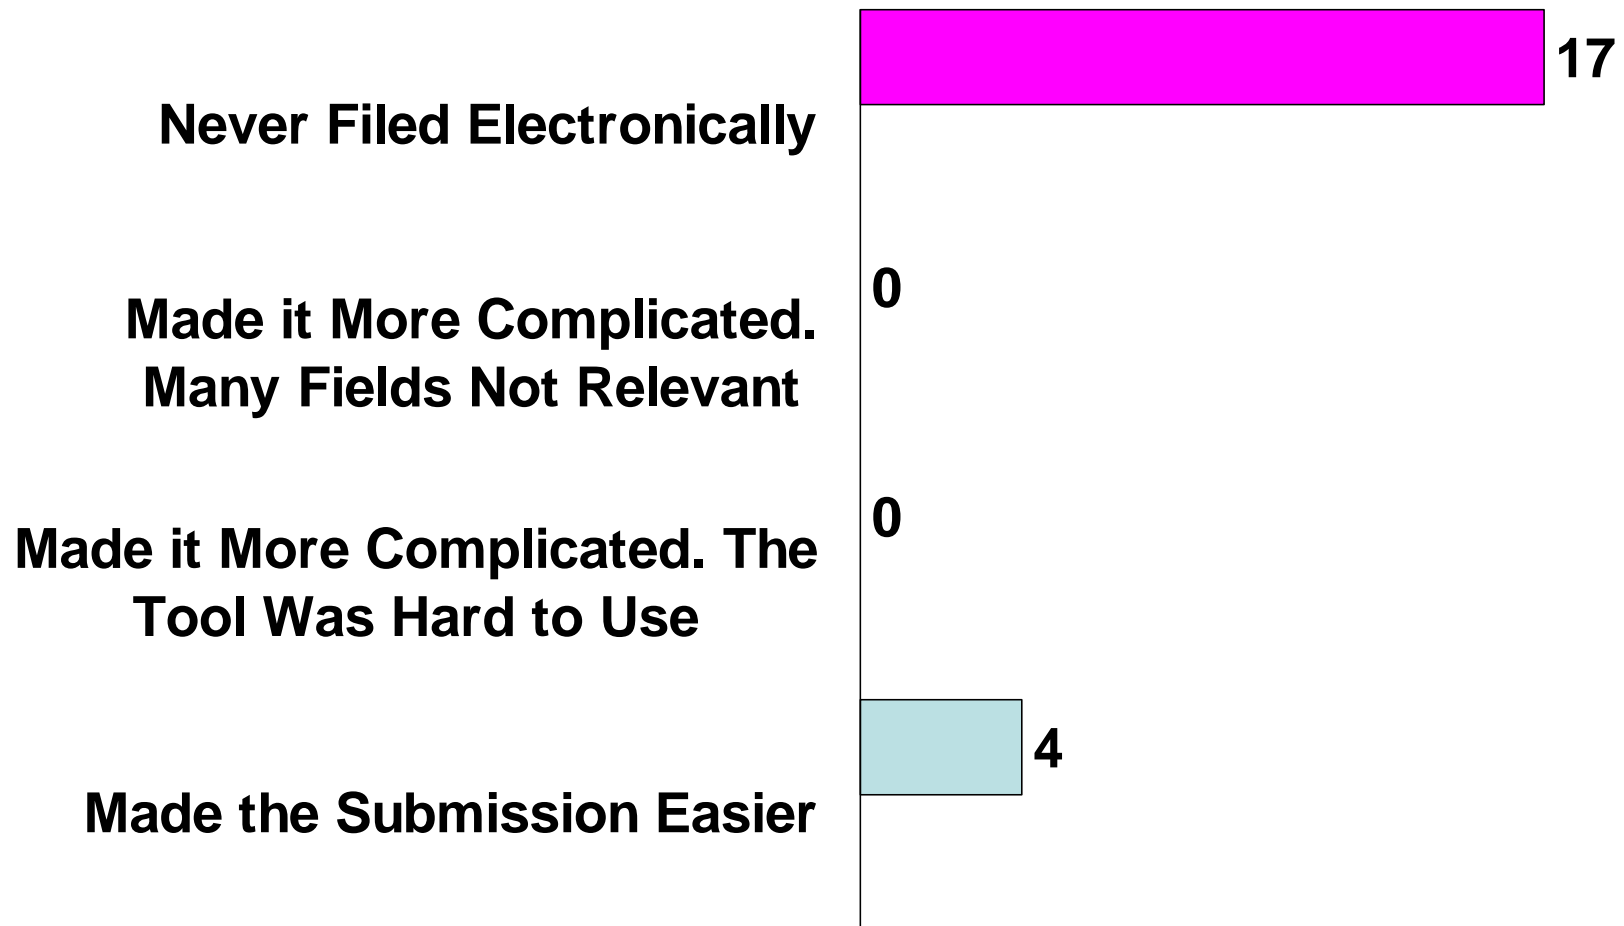 17
Never Filed Electronically
0
Made it More Complicated.
Many Fields Not Relevant
0
Made it More Complicated. The
Tool Was Hard to Use
4
Made the Submission Easier